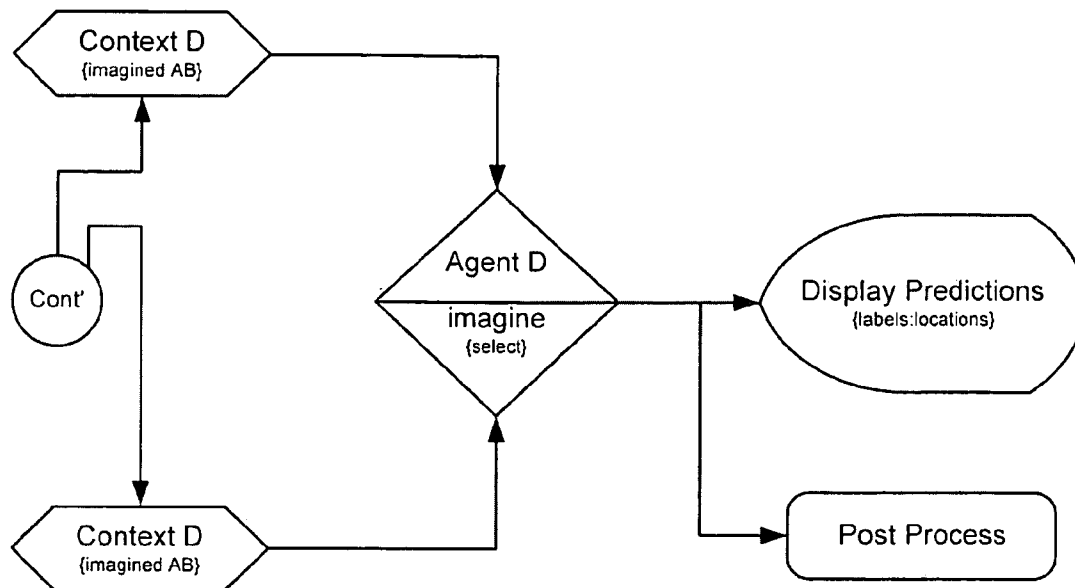 Context D
{imagined AB}
Agent D
imagine
{select}
Cont'
Display Predictions
{labels:locations}
Context D
{imagined AB}
Post Process